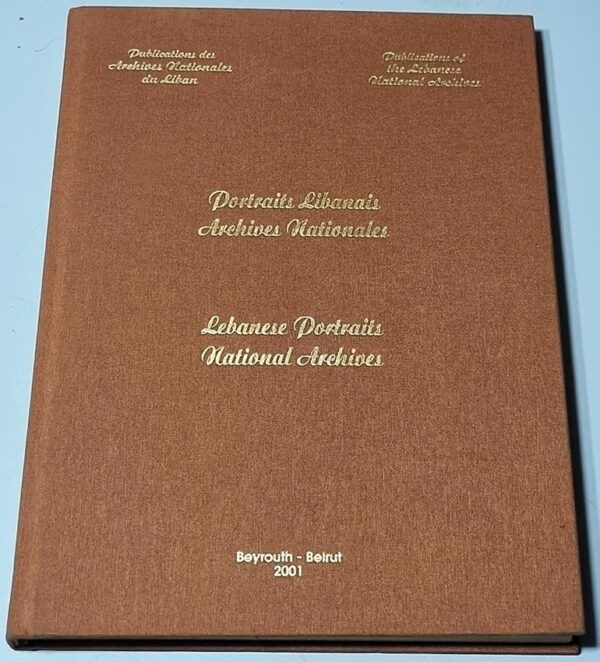 Publications des
Archives Nationales
du Liban
Publications of
the Lebanese
National Archives
Portraits Libanais
Archives Nationales
Lebanese Portraits
National Archives
Beyrouth - Beirut
2001